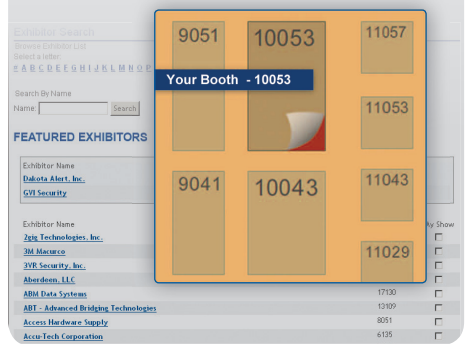 Exhibitor Search
Browse Exhibitor List
Select a letter:
# A B C D E F G H I J K L M N O P
Search By Name
Name: Search
FEATURED EXHIBITORS
Exhibitor Name
Dakota Alert, Inc.
GVI Security
Exhibitor Name
My Show
2gig Technologies, Inc.
3M Macurco
3VR Security, Inc.
Aberdeen, LLC
ABM Data Systems 17130
ABT - Advanced Bridging Technologies 13109
Access Hardware Supply 8051
Accu-Tech Corporation 6135
9051 10053 11057
Your Booth - 10053
11053
9041 10043 11043
11029